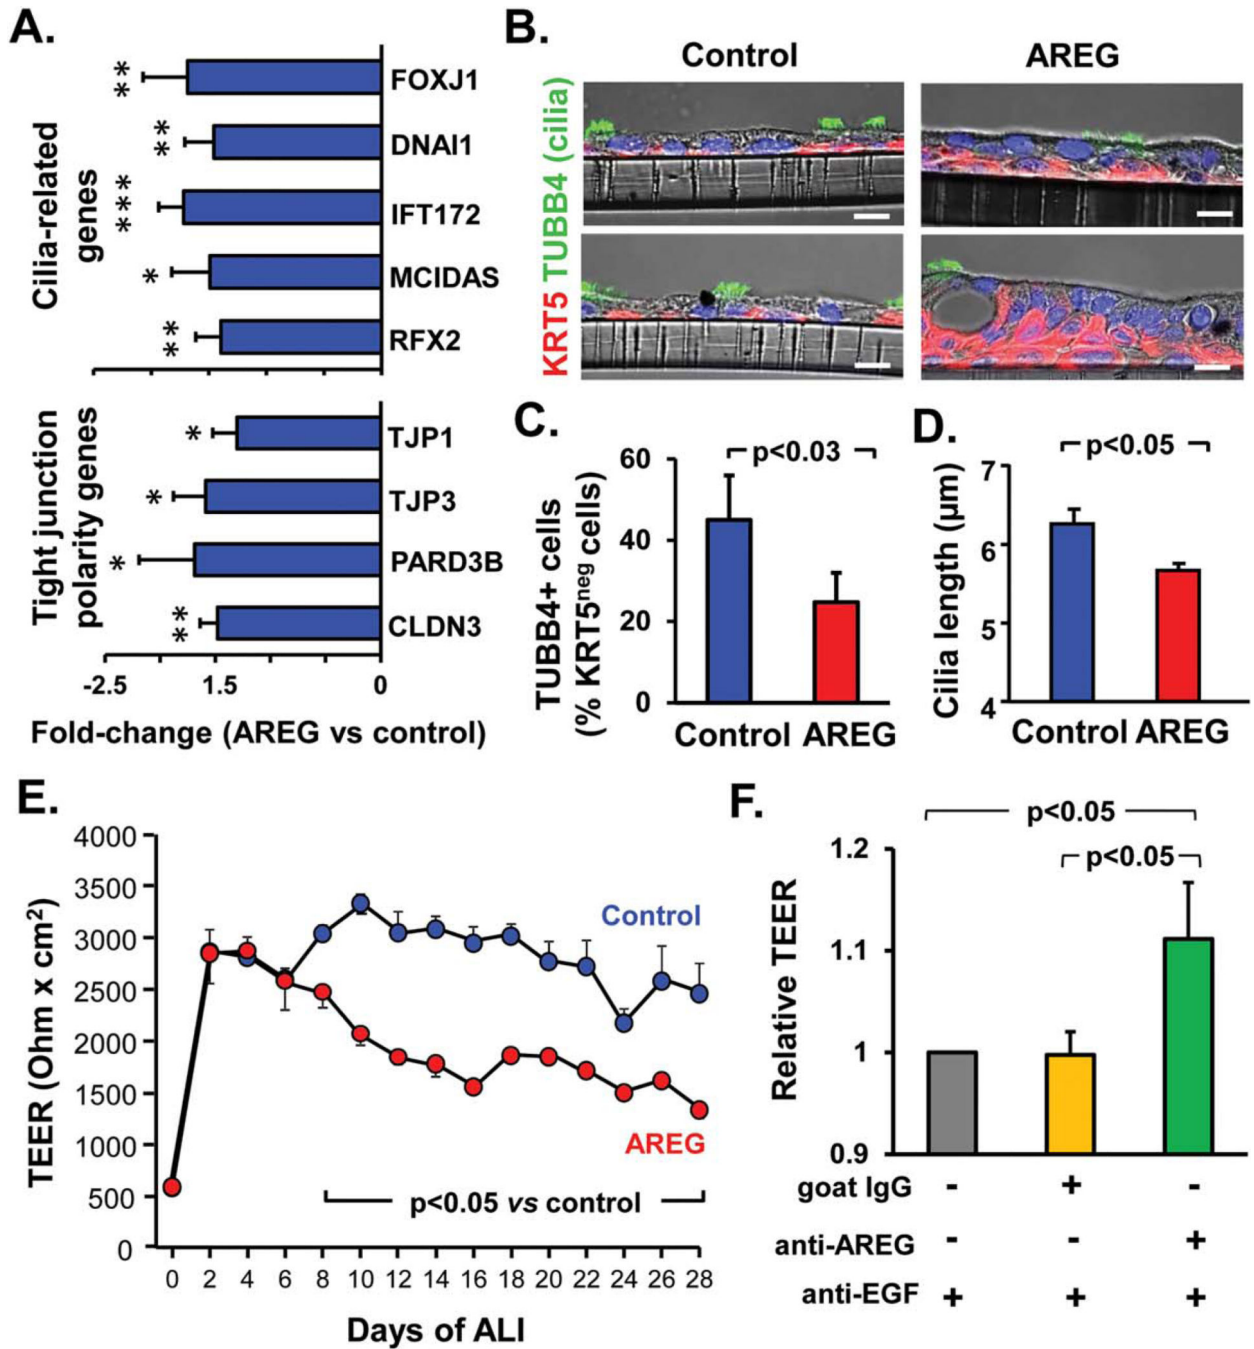 A.
Cilia-related
genes
** FOXJ1
** DNAI1
*** IFT172
* MCIDAS
** RFX2
Tight junction
polarity genes
* TJP1
* TJP3
* PARD3B
** CLDN3
-2.5 1.5 0
Fold-change (AREG vs control)
B.
Control AREG
KRT5 TUBB4 (cilia)
C.
p<0.03
TUBB4+ cells
(% KRT5neg cells)
60
40
20
0
Control AREG
D.
p<0.05
Cilia length (µm)
7
6
5
4
Control AREG
E.
TEER (Ohm x cm2)
4000
3500
3000
2500
2000
1500
1000
500
0
Control
AREG
p<0.05 vs control
0 2 4 6 8 10 12 14 16 18 20 22 24 26 28
Days of ALI
F.
p<0.05
p<0.05
Relative TEER
1.2
1.1
1
0.9
goat IgG - + -
anti-AREG - - +
anti-EGF + + +